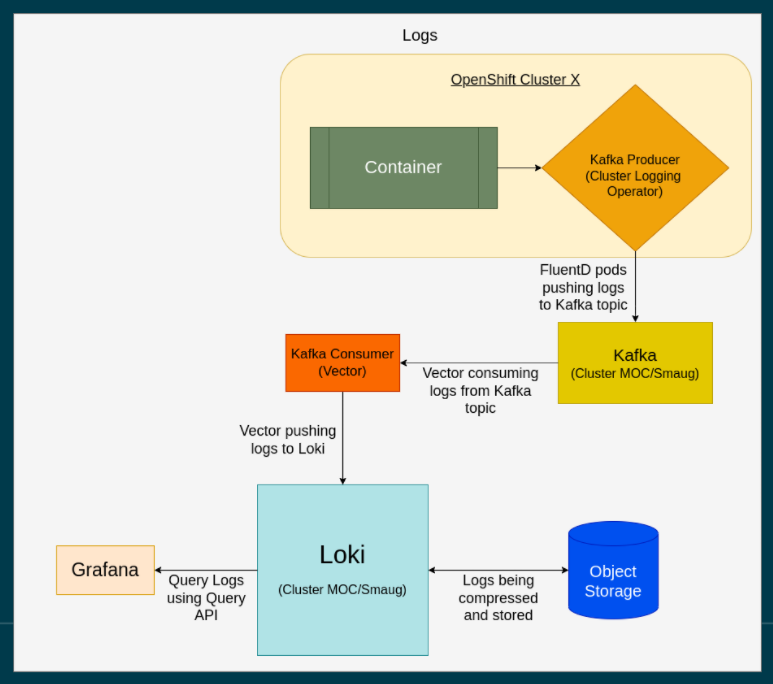 Logs
OpenShift Cluster X
Container
Kafka Producer
(Cluster Logging
Operator)
FluentD pods
pushing logs
to Kafka topic
Kafka
(Cluster MOC/Smaug)
Vector consuming
logs from Kafka
topic
Kafka Consumer
(Vector)
Vector pushing
logs to Loki
Loki
(Cluster MOC/Smaug)
Query Logs
using Query
API
Grafana
Logs being
compressed
and stored
Object
Storage